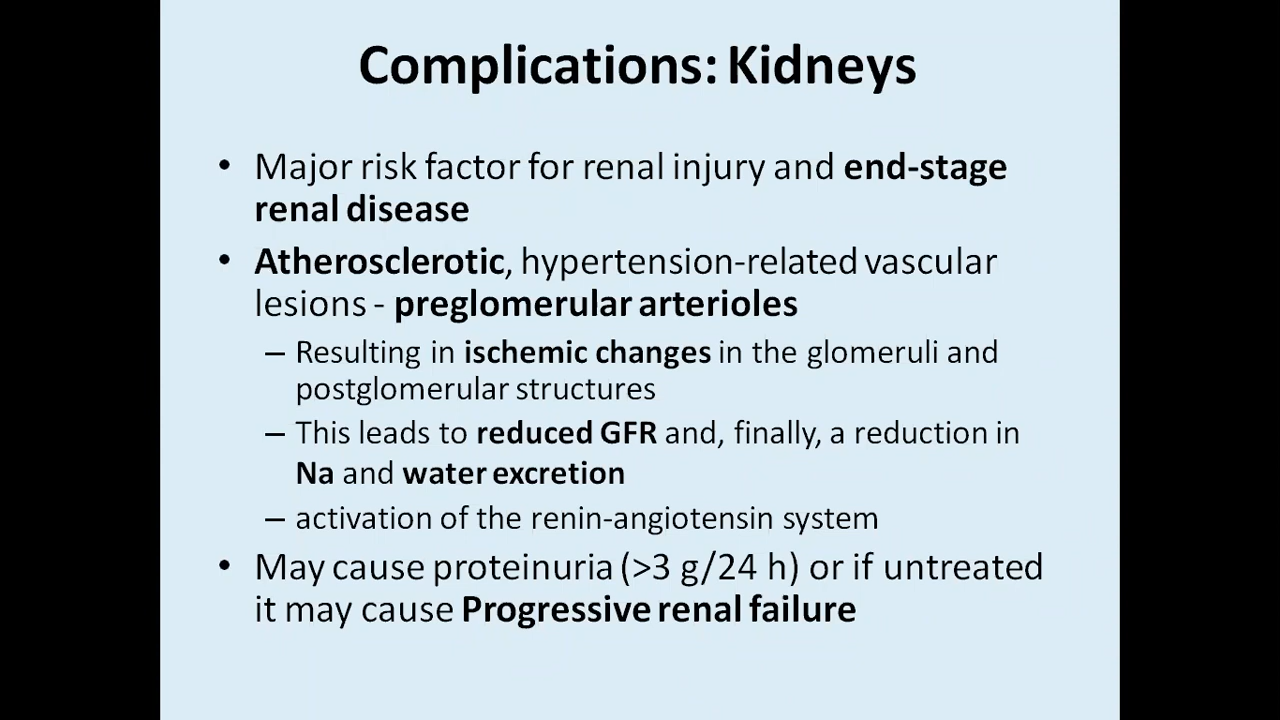 Complications: Kidneys
• Major risk factor for renal injury and end-stage
renal disease
• Atherosclerotic, hypertension-related vascular
lesions - preglomerular arterioles
– Resulting in ischemic changes in the glomeruli and
postglomerular structures
– This leads to reduced GFR and, finally, a reduction in
Na and water excretion
– activation of the renin-angiotensin system
• May cause proteinuria (>3 g/24 h) or if untreated
it may cause Progressive renal failure